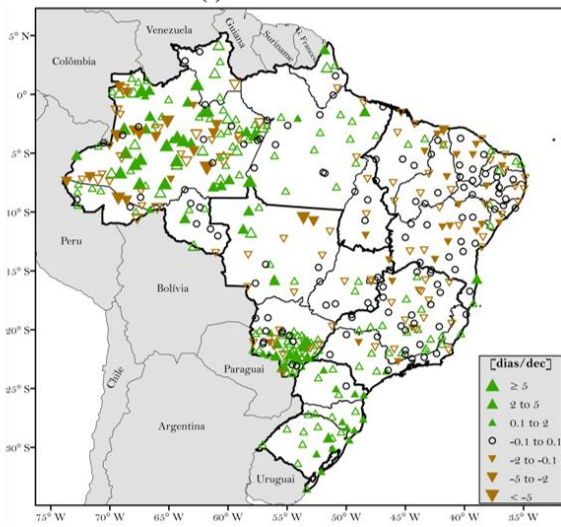 5° N
0°
5° S
10° S
15° S
20° S
25° S
30° S
Venezuela
Colômbia
Guiana
Suriname
G. Francesa
Peru
Bolívia
Chile
Paraguai
Argentina
Uruguai
[dias/dec]
≥ 5
2 to 5
0.1 to 2
-0.1 to 0.1
-2 to -0.1
-5 to -2
< -5
75° W
70° W
65° W
60° W
55° W
50° W
45° W
40° W
35° W